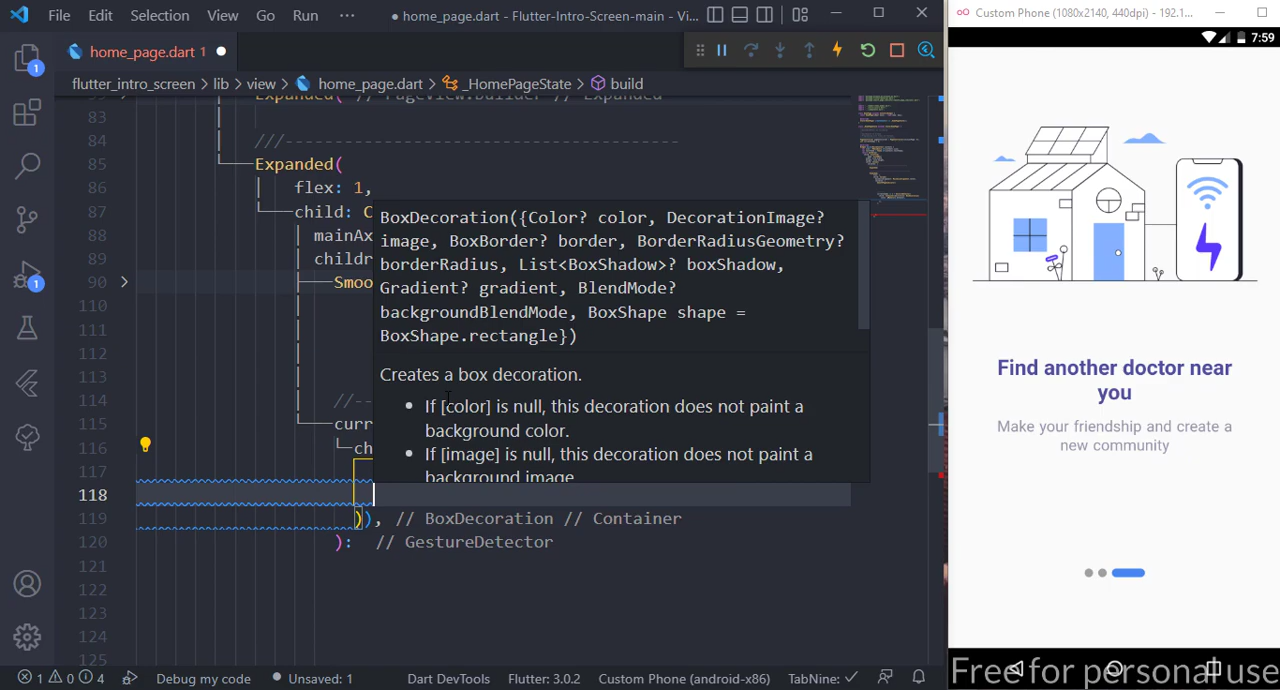 File Edit Selection View Go Run ··· ● home_page.dart - Flutter-Intro-Screen-main - Vi...
Custom Phone (1080x2140, 440dpi) - 192.1...
7:59
home_page.dart 1 ●
flutter_intro_screen > lib > view > home_page.dart > _HomePageState > build
Expanded( // PageView.builder // Expanded
83
84 ///-----------------------------------
85 Expanded(
86 flex: 1,
87 child: C
88 mainAx
89 childr
90 Smoo
110
111
112
113
114 //--
115 curr
116 ch
117
118
119 )), // BoxDecoration // Container
120 ): // GestureDetector
121
122
123
124
125
BoxDecoration({Color? color, DecorationImage?
image, BoxBorder? border, BorderRadiusGeometry?
borderRadius, List<BoxShadow>? boxShadow,
Gradient? gradient, BlendMode?
backgroundBlendMode, BoxShape shape =
BoxShape.rectangle})
Creates a box decoration.
• If [color] is null, this decoration does not paint a
background color.
• If [image] is null, this decoration does not paint a
background image.
1
1
Find another doctor near
you
Make your friendship and create a
new community
1 0 4 Debug my code ● Unsaved: 1 Dart DevTools Flutter: 3.0.2 Custom Phone (android-x86) TabNine: ✓
Free for personal use